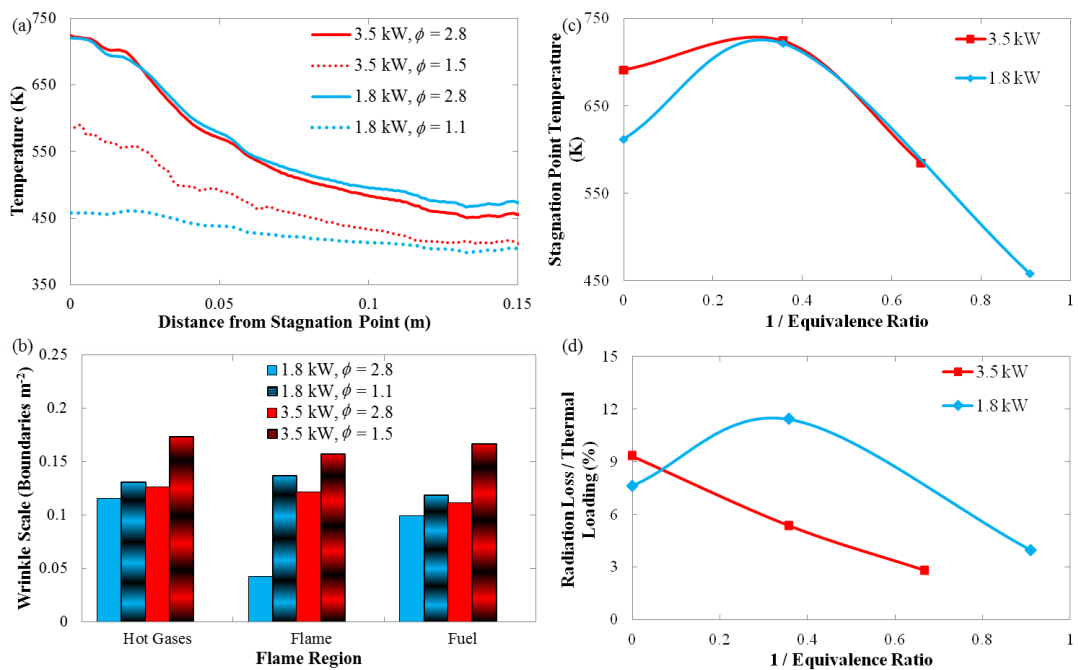 (a)
750
650
550
450
350
Temperature (K)
3.5 kW, ϕ = 2.8
3.5 kW, ϕ = 1.5
1.8 kW, ϕ = 2.8
1.8 kW, ϕ = 1.1
0
0.05
0.1
0.15
Distance from Stagnation Point (m)
(c)
750
650
550
450
Stagnation Point Temperature
(K)
3.5 kW
1.8 kW
0
0.2
0.4
0.6
0.8
1
1 / Equivalence Ratio
(b)
0.25
0.2
0.15
0.1
0.05
0
Wrinkle Scale (Boundaries m-2)
1.8 kW, ϕ = 2.8
1.8 kW, ϕ = 1.1
3.5 kW, ϕ = 2.8
3.5 kW, ϕ = 1.5
Hot Gases
Flame
Fuel
Flame Region
(d)
15
12
9
6
3
0
Radiation Loss / Thermal
Loading (%)
3.5 kW
1.8 kW
0
0.2
0.4
0.6
0.8
1
1 / Equivalence Ratio